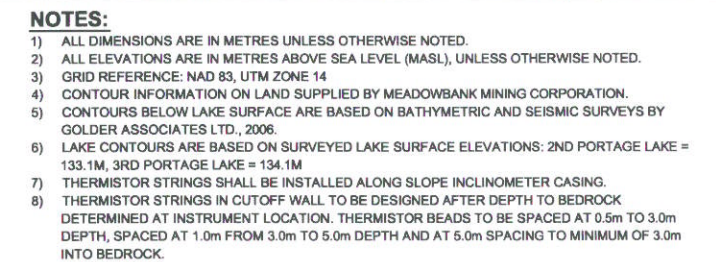 NOTES:
1) ALL DIMENSIONS ARE IN METRES UNLESS OTHERWISE NOTED.
2) ALL ELEVATIONS ARE IN METRES ABOVE SEA LEVEL (MASL), UNLESS OTHERWISE NOTED.
3) GRID REFERENCE: NAD 83, UTM ZONE 14
4) CONTOUR INFORMATION ON LAND SUPPLIED BY MEADOWBANK MINING CORPORATION.
5) CONTOURS BELOW LAKE SURFACE ARE BASED ON BATHYMETRIC AND SEISMIC SURVEYS BY
GOLDER ASSOCIATES LTD., 2006.
6) LAKE CONTOURS ARE BASED ON SURVEYED LAKE SURFACE ELEVATIONS: 2ND PORTAGE LAKE =
133.1M, 3RD PORTAGE LAKE = 134.1M
7) THERMISTOR STRINGS SHALL BE INSTALLED ALONG SLOPE INCLINOMETER CASING.
8) THERMISTOR STRINGS IN CUTOFF WALL TO BE DESIGNED AFTER DEPTH TO BEDROCK
DETERMINED AT INSTRUMENT LOCATION. THERMISTOR BEADS TO BE SPACED AT 0.5m TO 3.0m
DEPTH, SPACED AT 1.0m FROM 3.0m TO 5.0m DEPTH AND AT 5.0m SPACING TO MINIMUM OF 3.0m
INTO BEDROCK.